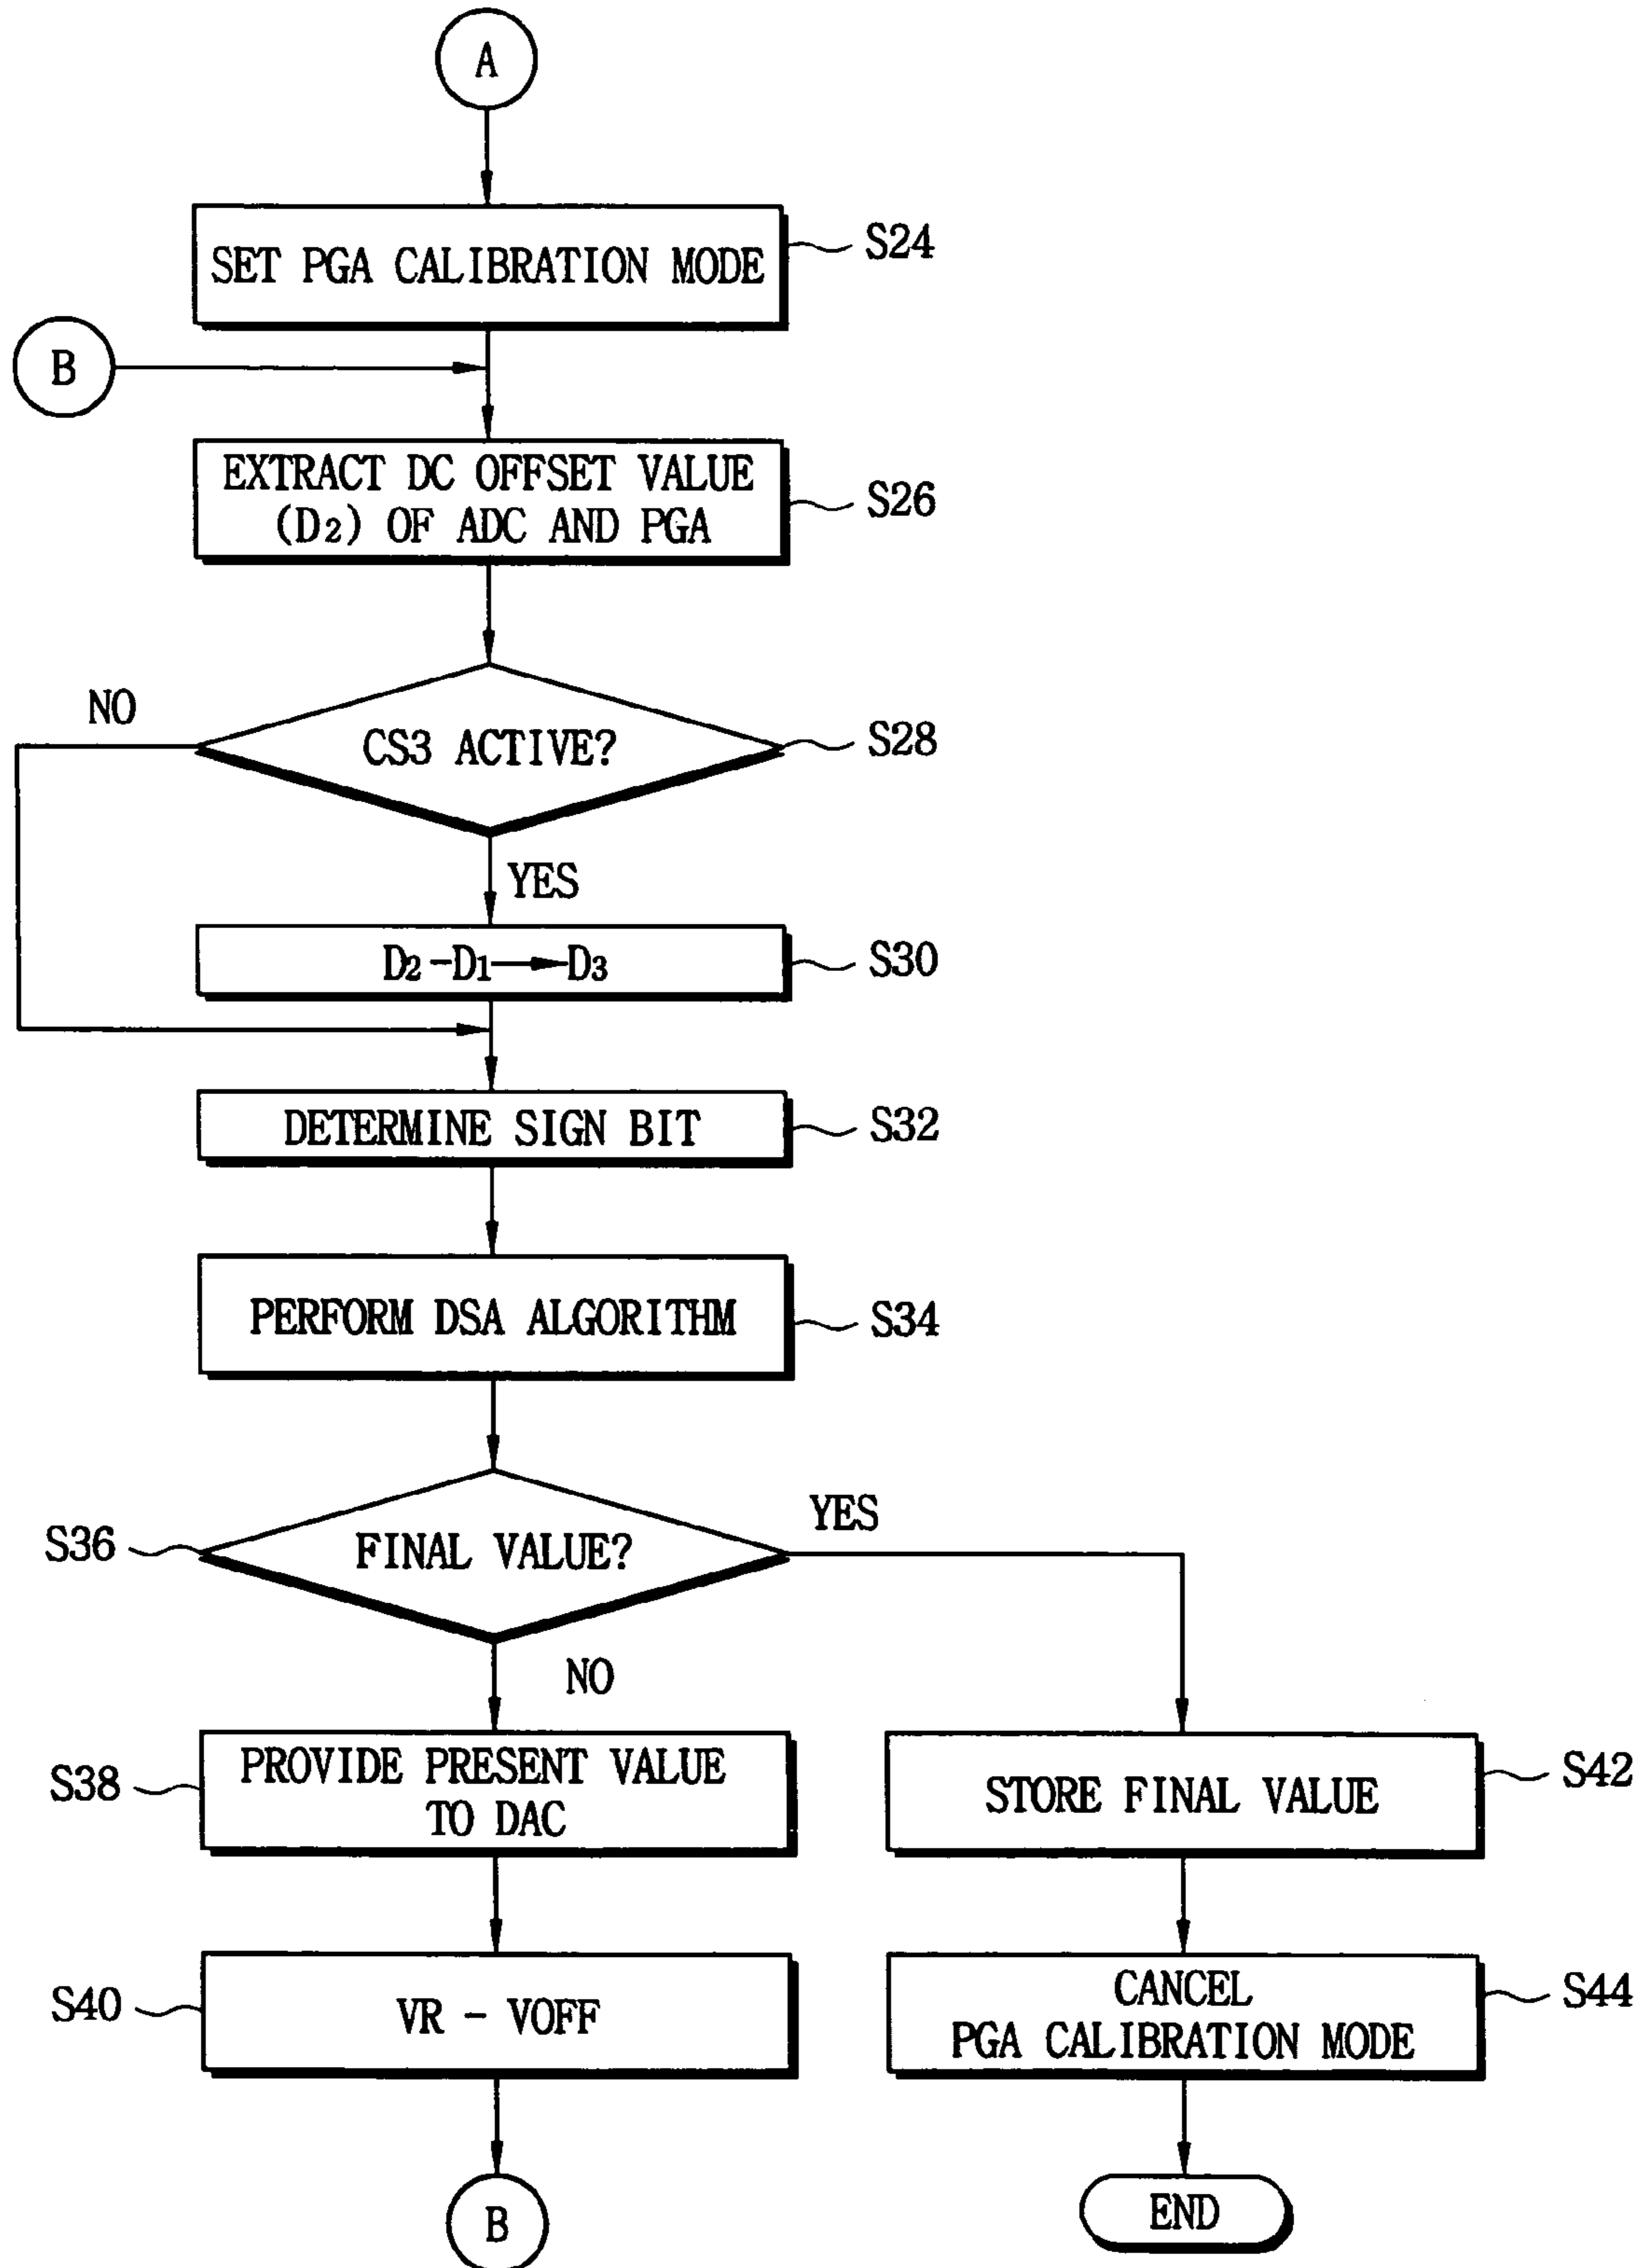 A
SET PGA CALIBRATION MODE
S24
B
EXTRACT DC OFFSET VALUE
(D2) OF ADC AND PGA
S26
NO
CS3 ACTIVE?
S28
YES
D2-D1→D3
S30
DETERMINE SIGN BIT
S32
PERFORM DSA ALGORITHM
S34
S36
FINAL VALUE?
YES
NO
S38
PROVIDE PRESENT VALUE
TO DAC
STORE FINAL VALUE
S42
S40
VR - VOFF
CANCEL
PGA CALIBRATION MODE
S44
B
END